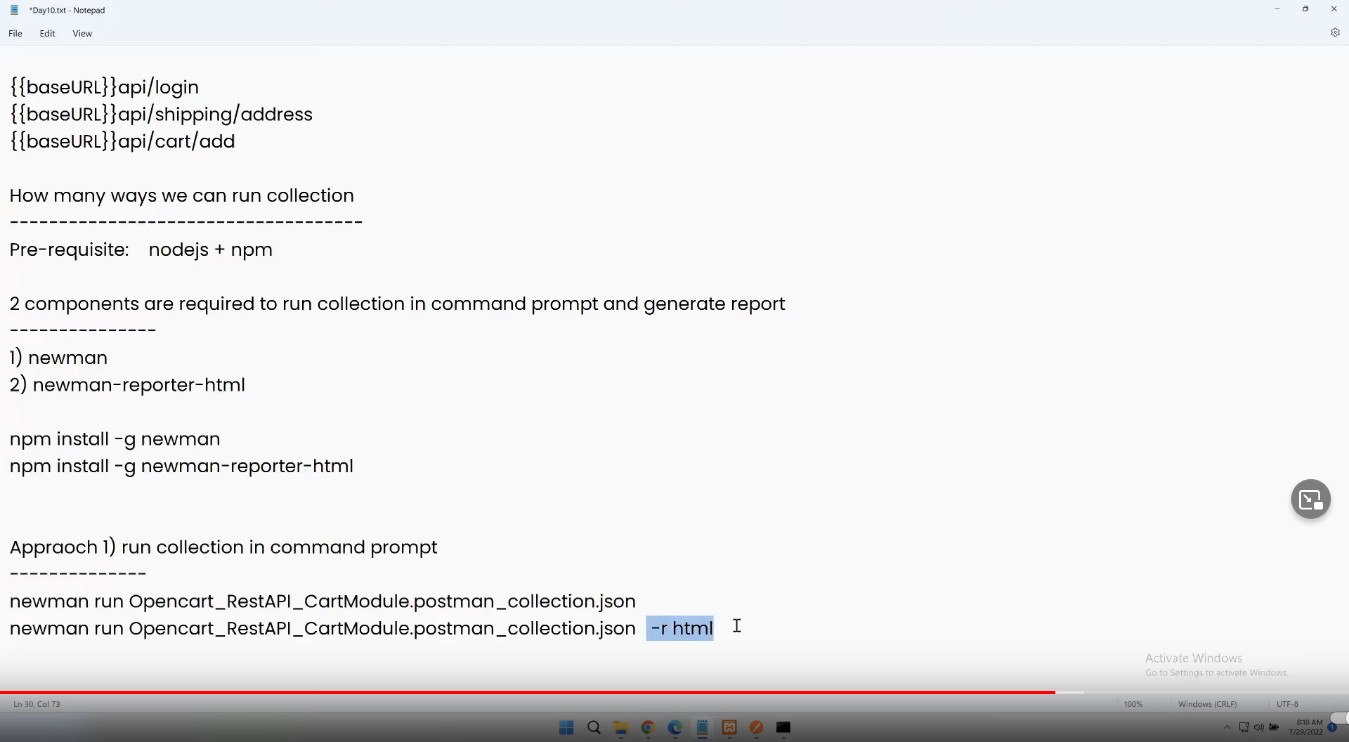 *Day10.txt - Notepad
File Edit View
{{baseURL}}api/login
{{baseURL}}api/shipping/address
{{baseURL}}api/cart/add
How many ways we can run collection
------------------------------------
Pre-requisite: nodejs + npm
2 components are required to run collection in command prompt and generate report
---------------
1) newman
2) newman-reporter-html
npm install -g newman
npm install -g newman-reporter-html
Appraoch 1) run collection in command prompt
--------------
newman run Opencart_RestAPI_CartModule.postman_collection.json
newman run Opencart_RestAPI_CartModule.postman_collection.json -r html
Activate Windows
Go to Settings to activate Windows.
Ln 30, Col 73 100% Windows (CRLF) UTF-8
8:10 AM
7/29/2022